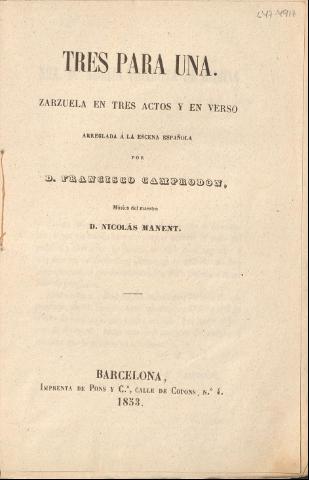 TRES PARA UNA.
ZARZUELA EN TRES ACTOS Y EN VERSO
ARREGLADA Á LA ESCENA ESPAÑOLA
POR
D. FRANCISCO CAMPRODON,
Música del maestro
D. NICOLÁS MANENT.
BARCELONA,
IMPRENTA DE PONS Y C.ª, CALLE DE COPONS, N.° 4.
1853.